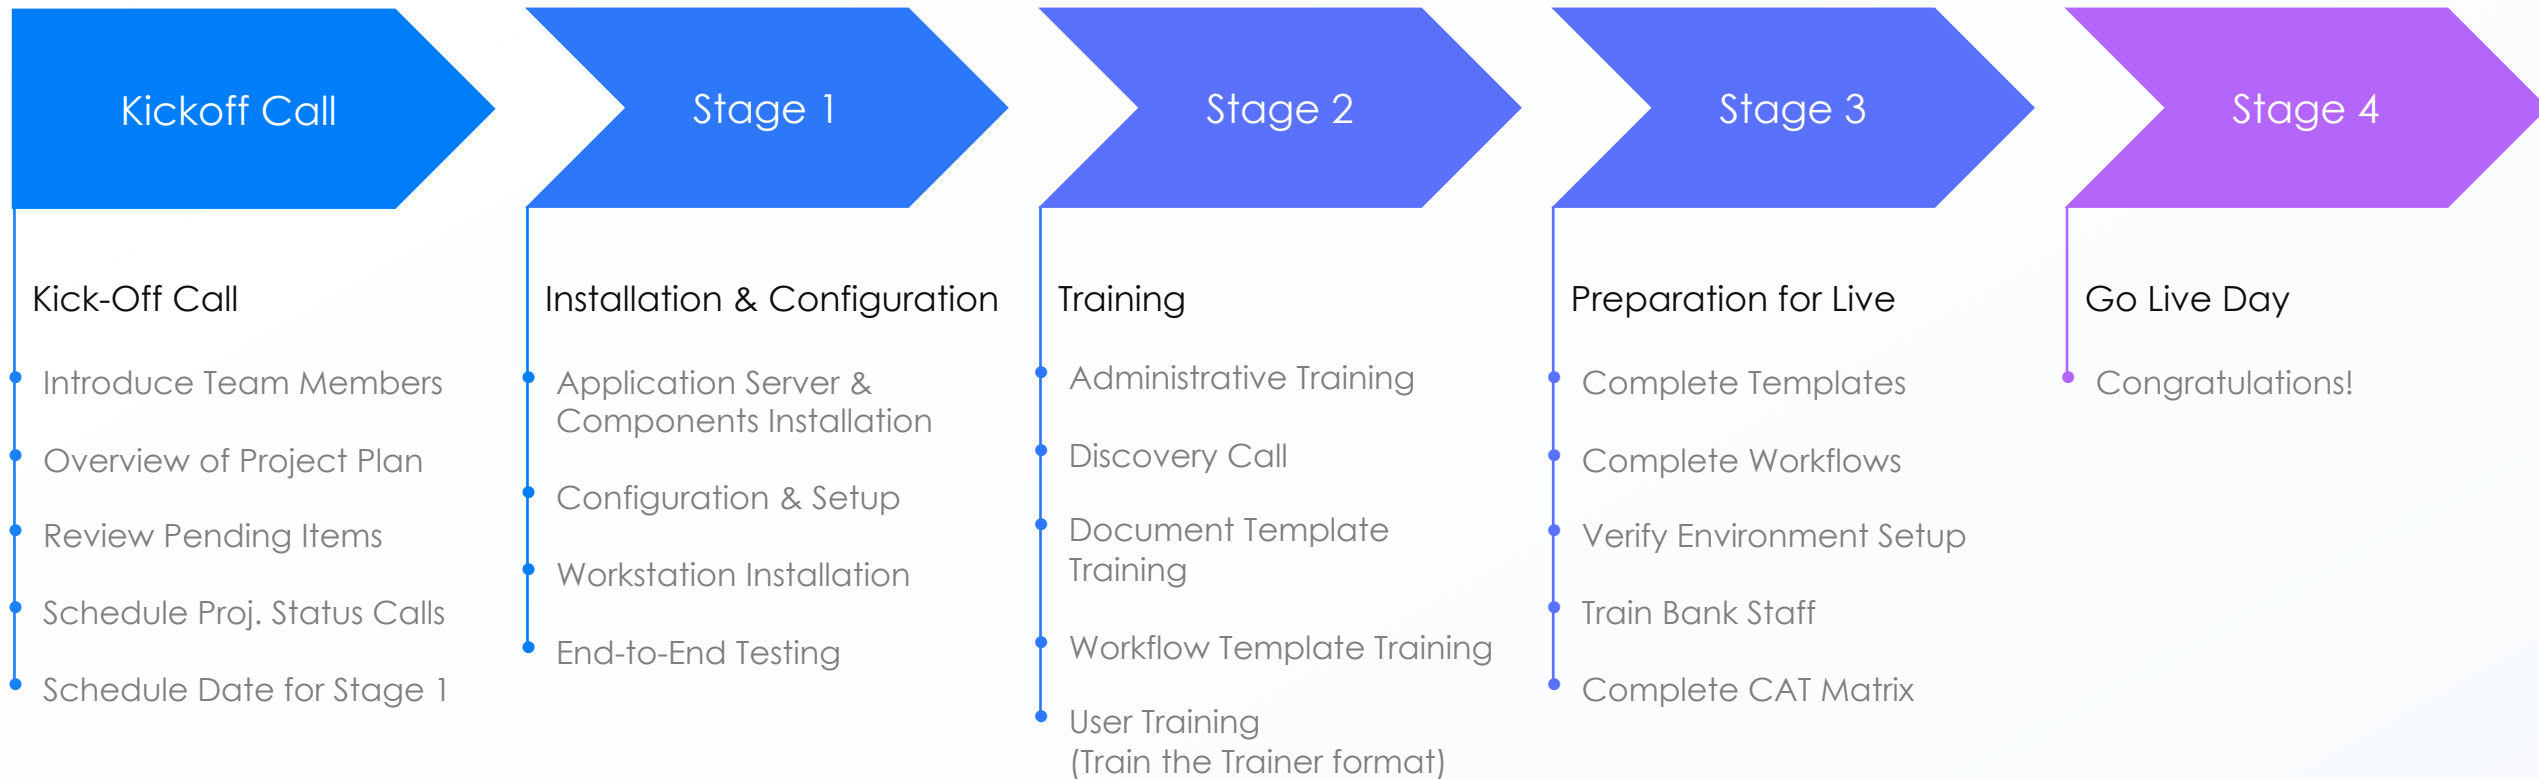 Kickoff Call
Stage 1
Stage 2
Stage 3
Stage 4
Kick-Off Call
Introduce Team Members
Overview of Project Plan
Review Pending Items
Schedule Proj. Status Calls
Schedule Date for Stage 1
Installation & Configuration
Application Server &
Components Installation
Configuration & Setup
Workstation Installation
End-to-End Testing
Training
Administrative Training
Discovery Call
Document Template
Training
Workflow Template Training
User Training
(Train the Trainer format)
Preparation for Live
Complete Templates
Complete Workflows
Verify Environment Setup
Train Bank Staff
Complete CAT Matrix
Go Live Day
Congratulations!